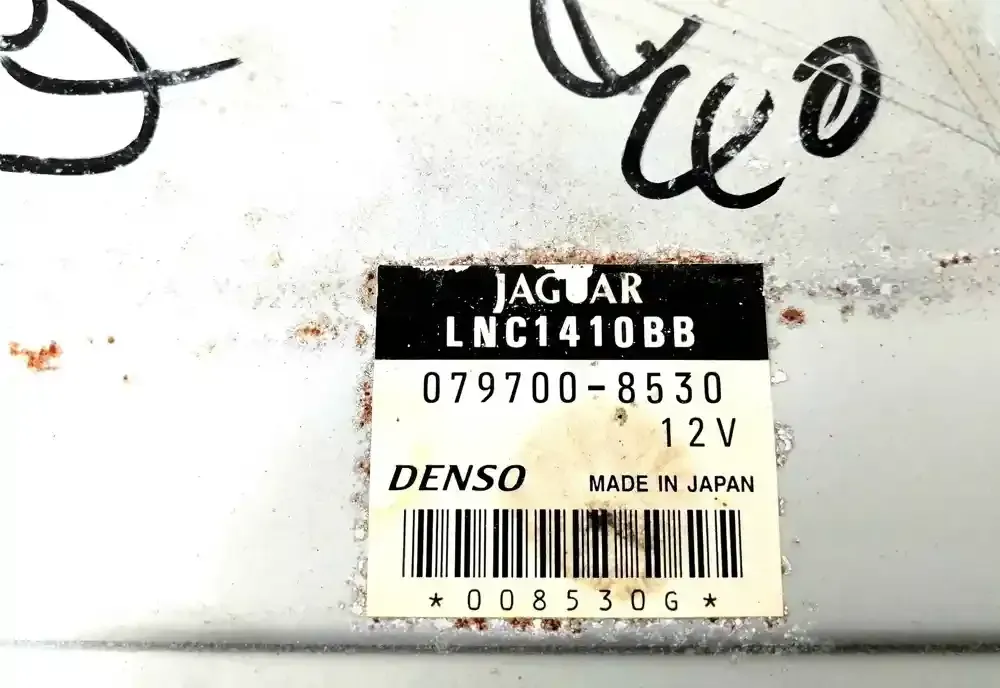 JAGUAR
LNC1410BB
079700-8530
12V
DENSO MADE IN JAPAN
*008530G*